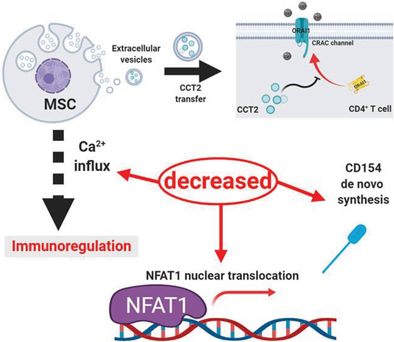 Extracellular
vesicles
MSC
CCT2
transfer
ORAI1
CRAC channel
CCT2
CD4⁺ T cell
Ca²⁺
influx
decreased
CD154
de novo
synthesis
Immunoregulation
NFAT1 nuclear translocation
NFAT1